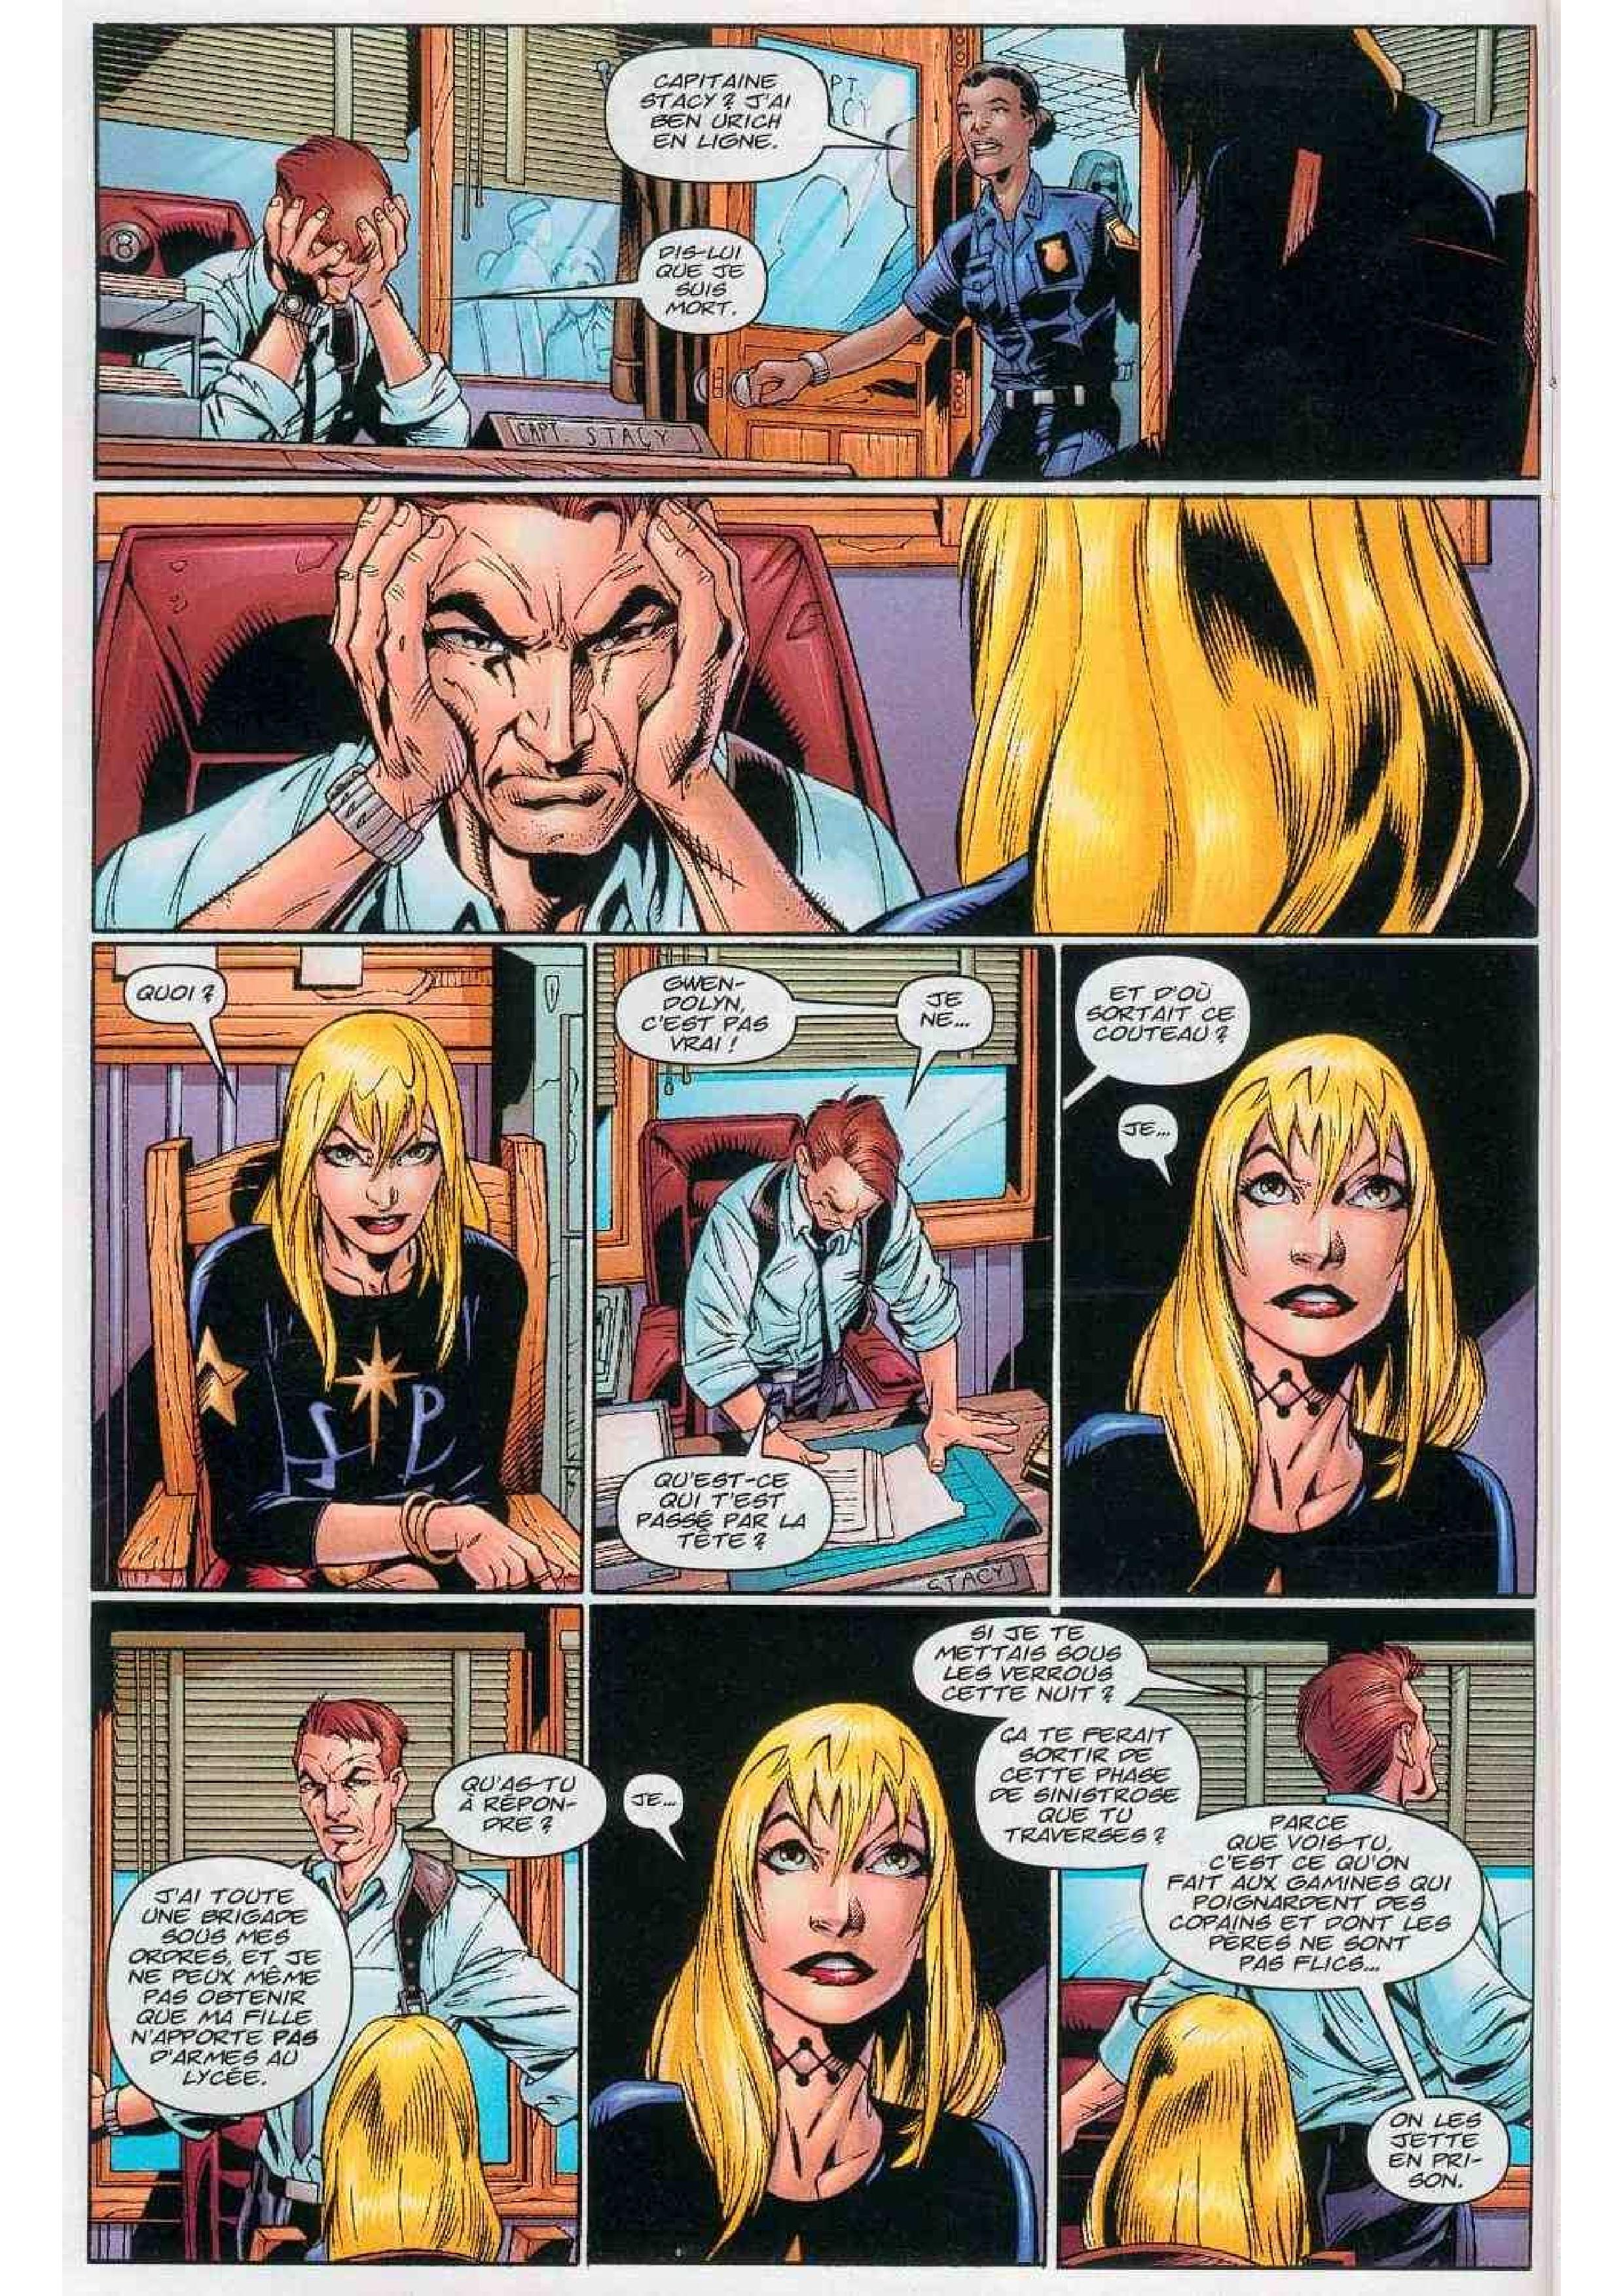 CAPITAINE
STACY ? J'AI
BEN URICH
EN LIGNE.
PT
CY
DIS-LUI
QUE JE
SUIS
MORT.
8
CAPT. STACY
QUOI ?
GWEN-
DOLYN,
C'EST PAS
VRAI !
JE
NE...
QU'EST-CE
QUI T'EST
PASSÉ PAR LA
TÊTE ?
STACY
ET D'OÙ
SORTAIT CE
COUTEAU ?
JE...
QU'AS-TU
À RÉPON-
DRE ?
J'AI TOUTE
UNE BRIGADE
SOUS MES
ORDRES, ET JE
NE PEUX MÊME
PAS OBTENIR
QUE MA FILLE
N'APPORTE PAS
D'ARMES AU
LYCÉE.
JE...
SI JE TE
METTAIS SOUS
LES VERROUS
CETTE NUIT ?
ÇA TE FERAIT
SORTIR DE
CETTE PHASE
DE SINISTROSE
QUE TU
TRAVERSES ?
PARCE
QUE VOIS-TU,
C'EST CE QU'ON
FAIT AUX GAMINES QUI
POIGNARDENT DES
COPAINS ET DONT LES
PÈRES NE SONT
PAS FLICS...
ON LES
JETTE
EN PRI-
SON.